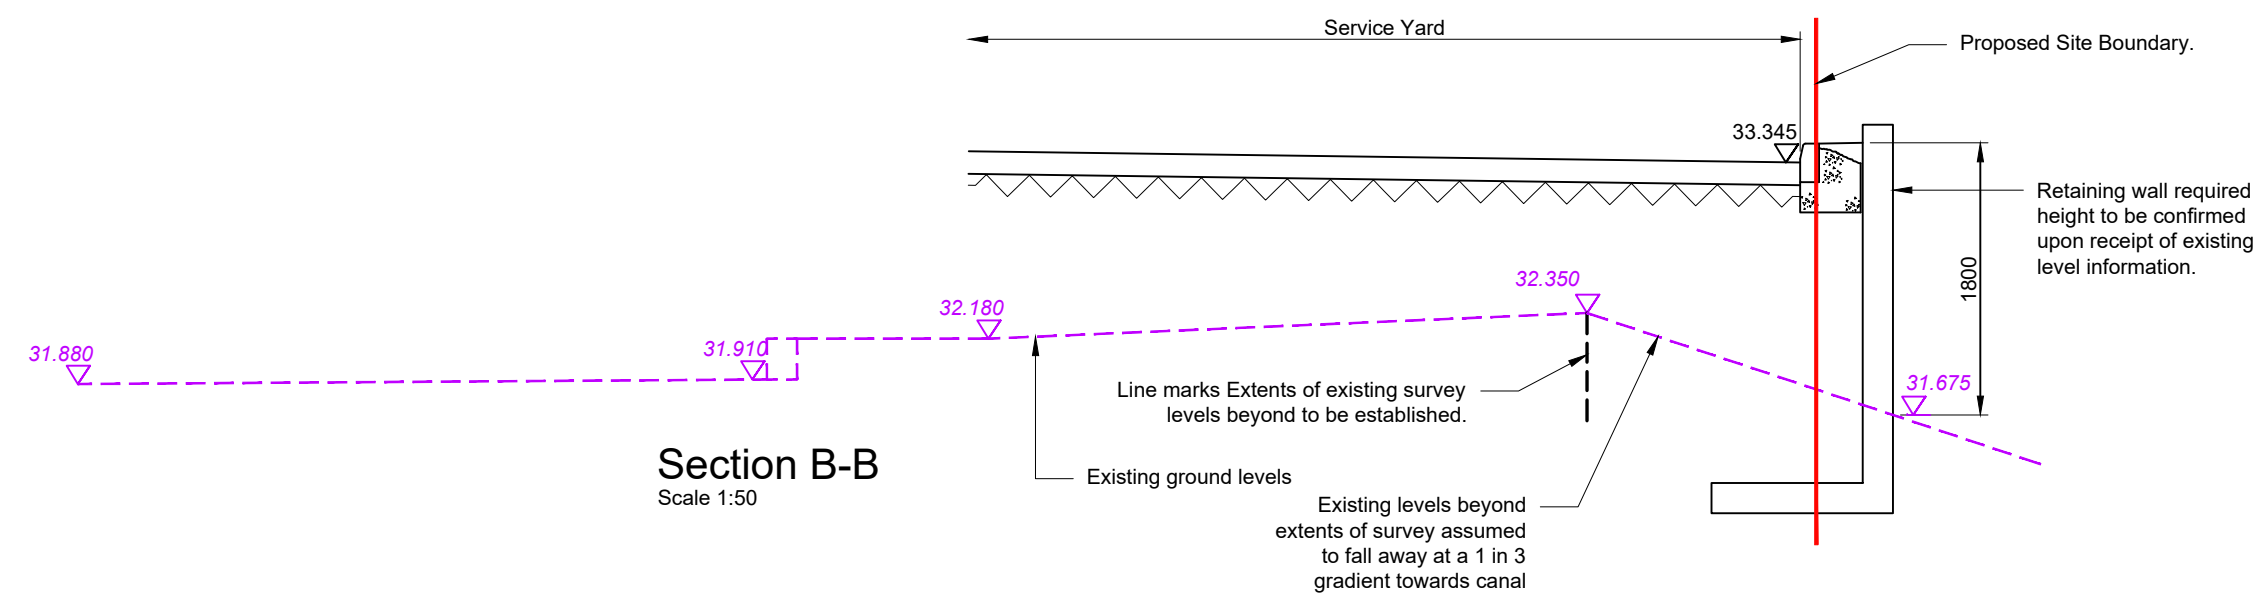 Service Yard
Proposed Site Boundary.
33.345
Retaining wall required
height to be confirmed
upon receipt of existing
level information.
1800
32.350
32.180
31.910
31.880
31.675
Line marks Extents of existing survey
levels beyond to be established.
Section B-B
Scale 1:50
Existing ground levels
Existing levels beyond
extents of survey assumed
to fall away at a 1 in 3
gradient towards canal